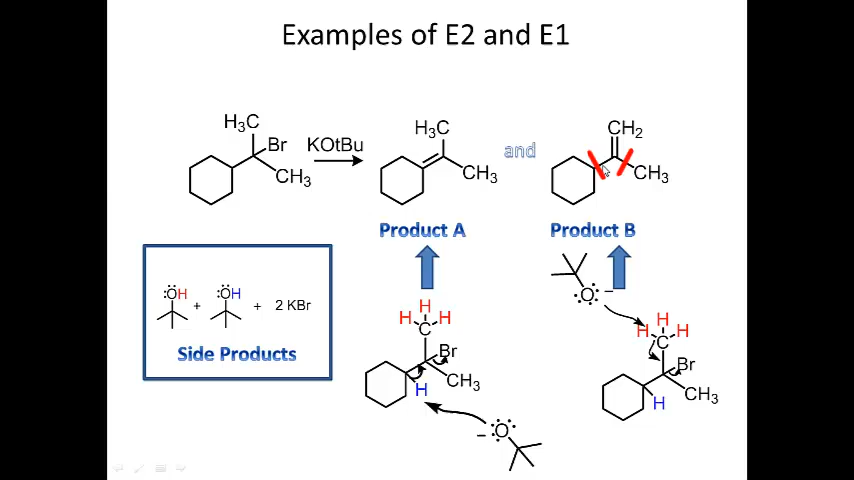 Examples of E2 and E1
H₃C
Br
CH₃
KOtBu
H₃C
CH₃
and
CH₂
CH₃
Product A
Product B
OH
+
OH
+
2 KBr
Side Products
H
H
H
C
Br
CH₃
H
O
−
O
−
H
H
H
C
Br
CH₃
H